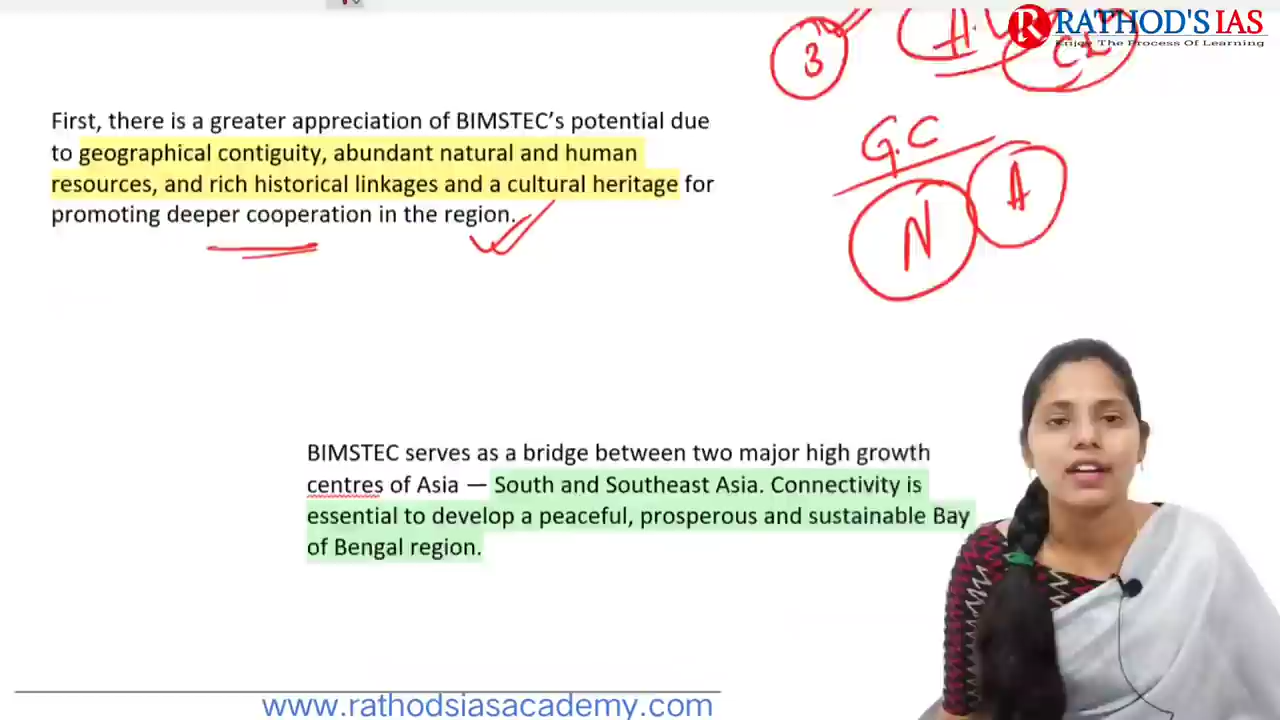 RATHOD'S IAS
Enjoy The Process Of Learning
3
G.C
N
A
First, there is a greater appreciation of BIMSTEC’s potential due
to geographical contiguity, abundant natural and human
resources, and rich historical linkages and a cultural heritage for
promoting deeper cooperation in the region.
BIMSTEC serves as a bridge between two major high growth
centres of Asia — South and Southeast Asia. Connectivity is
essential to develop a peaceful, prosperous and sustainable Bay
of Bengal region.
www.rathodsiasacademy.com